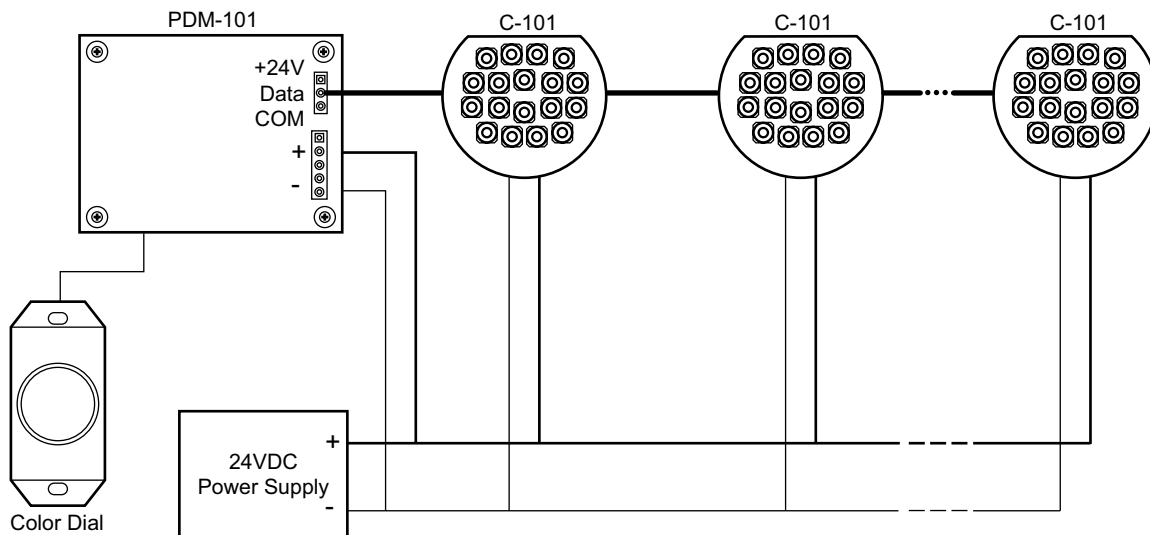 PDM-101
C-101
C-101
C-101
+24V
Data
COM
+
-
24VDC
Power Supply
+
-
Color Dial